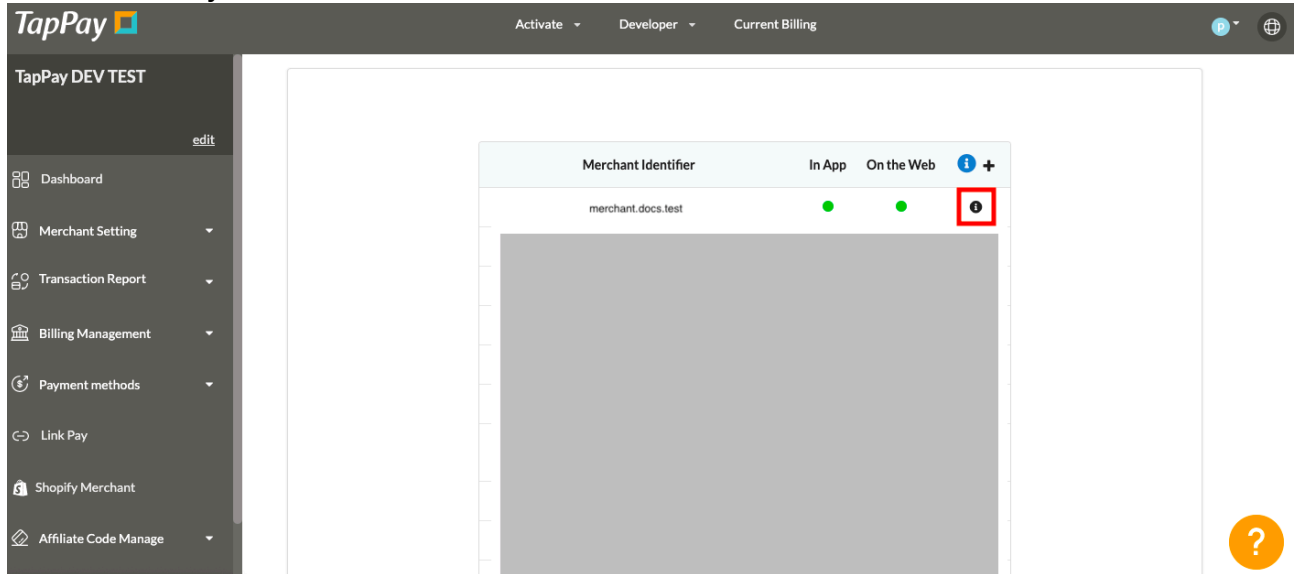 TapPay
Activate Developer Current Billing
P
TapPay DEV TEST
edit
Dashboard
Merchant Setting
Transaction Report
Billing Management
Payment methods
Link Pay
Shopify Merchant
Affiliate Code Manage
Merchant Identifier In App On the Web i +
merchant.docs.test i
?